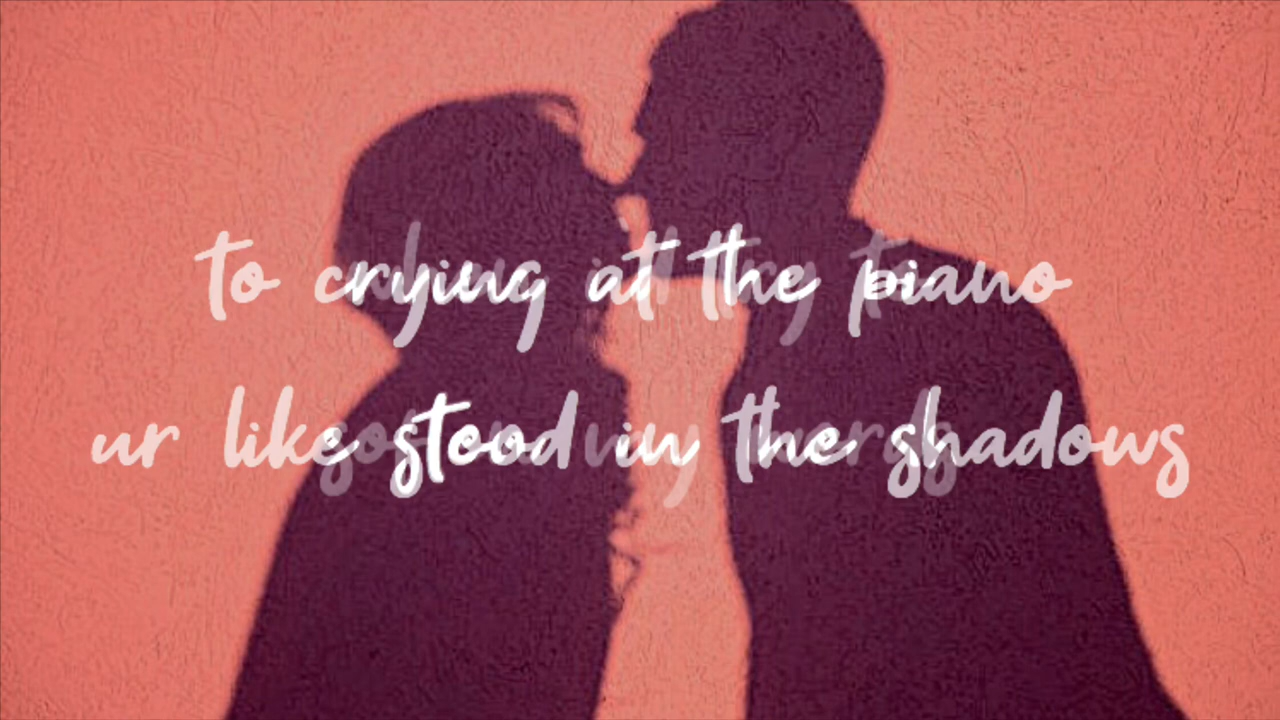 to crying at the piano
ur like stood in the shadows